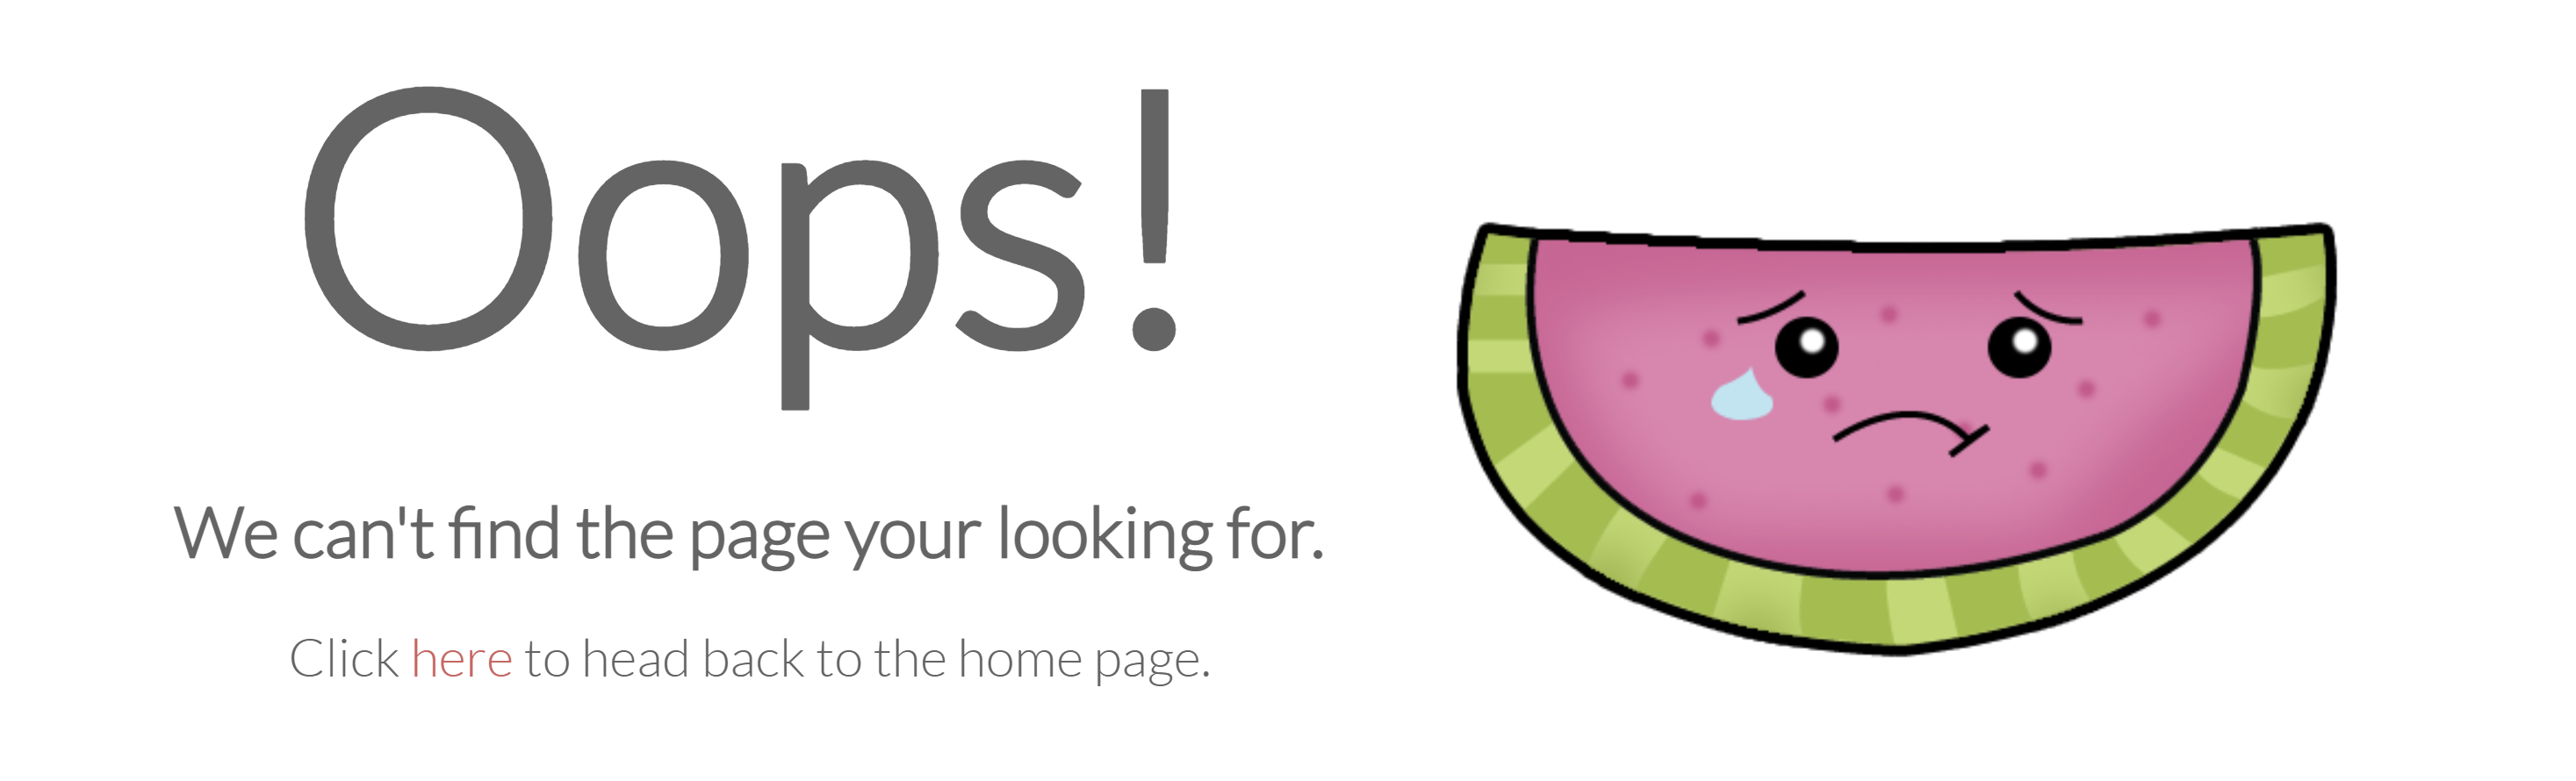 Oops!
We can't find the page your looking for.
Click here to head back to the home page.